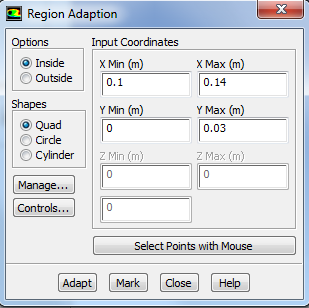 Region Adaption
Options
Inside
Outside
Shapes
Quad
Circle
Cylinder
Manage...
Controls...
Input Coordinates
X Min (m) X Max (m)
0.1 0.14
Y Min (m) Y Max (m)
0 0.03
Z Min (m) Z Max (m)
0 0
0
Select Points with Mouse
Adapt Mark Close Help